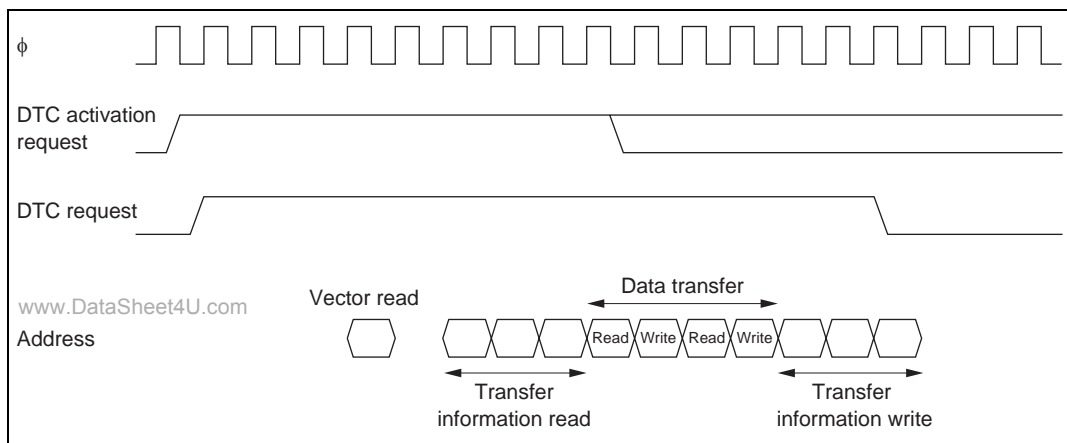 ϕ
DTC activation
request
DTC request
www.DataSheet4U.com
Vector read
Data transfer
Address
Read Write Read Write
Transfer
information read
Transfer
information write